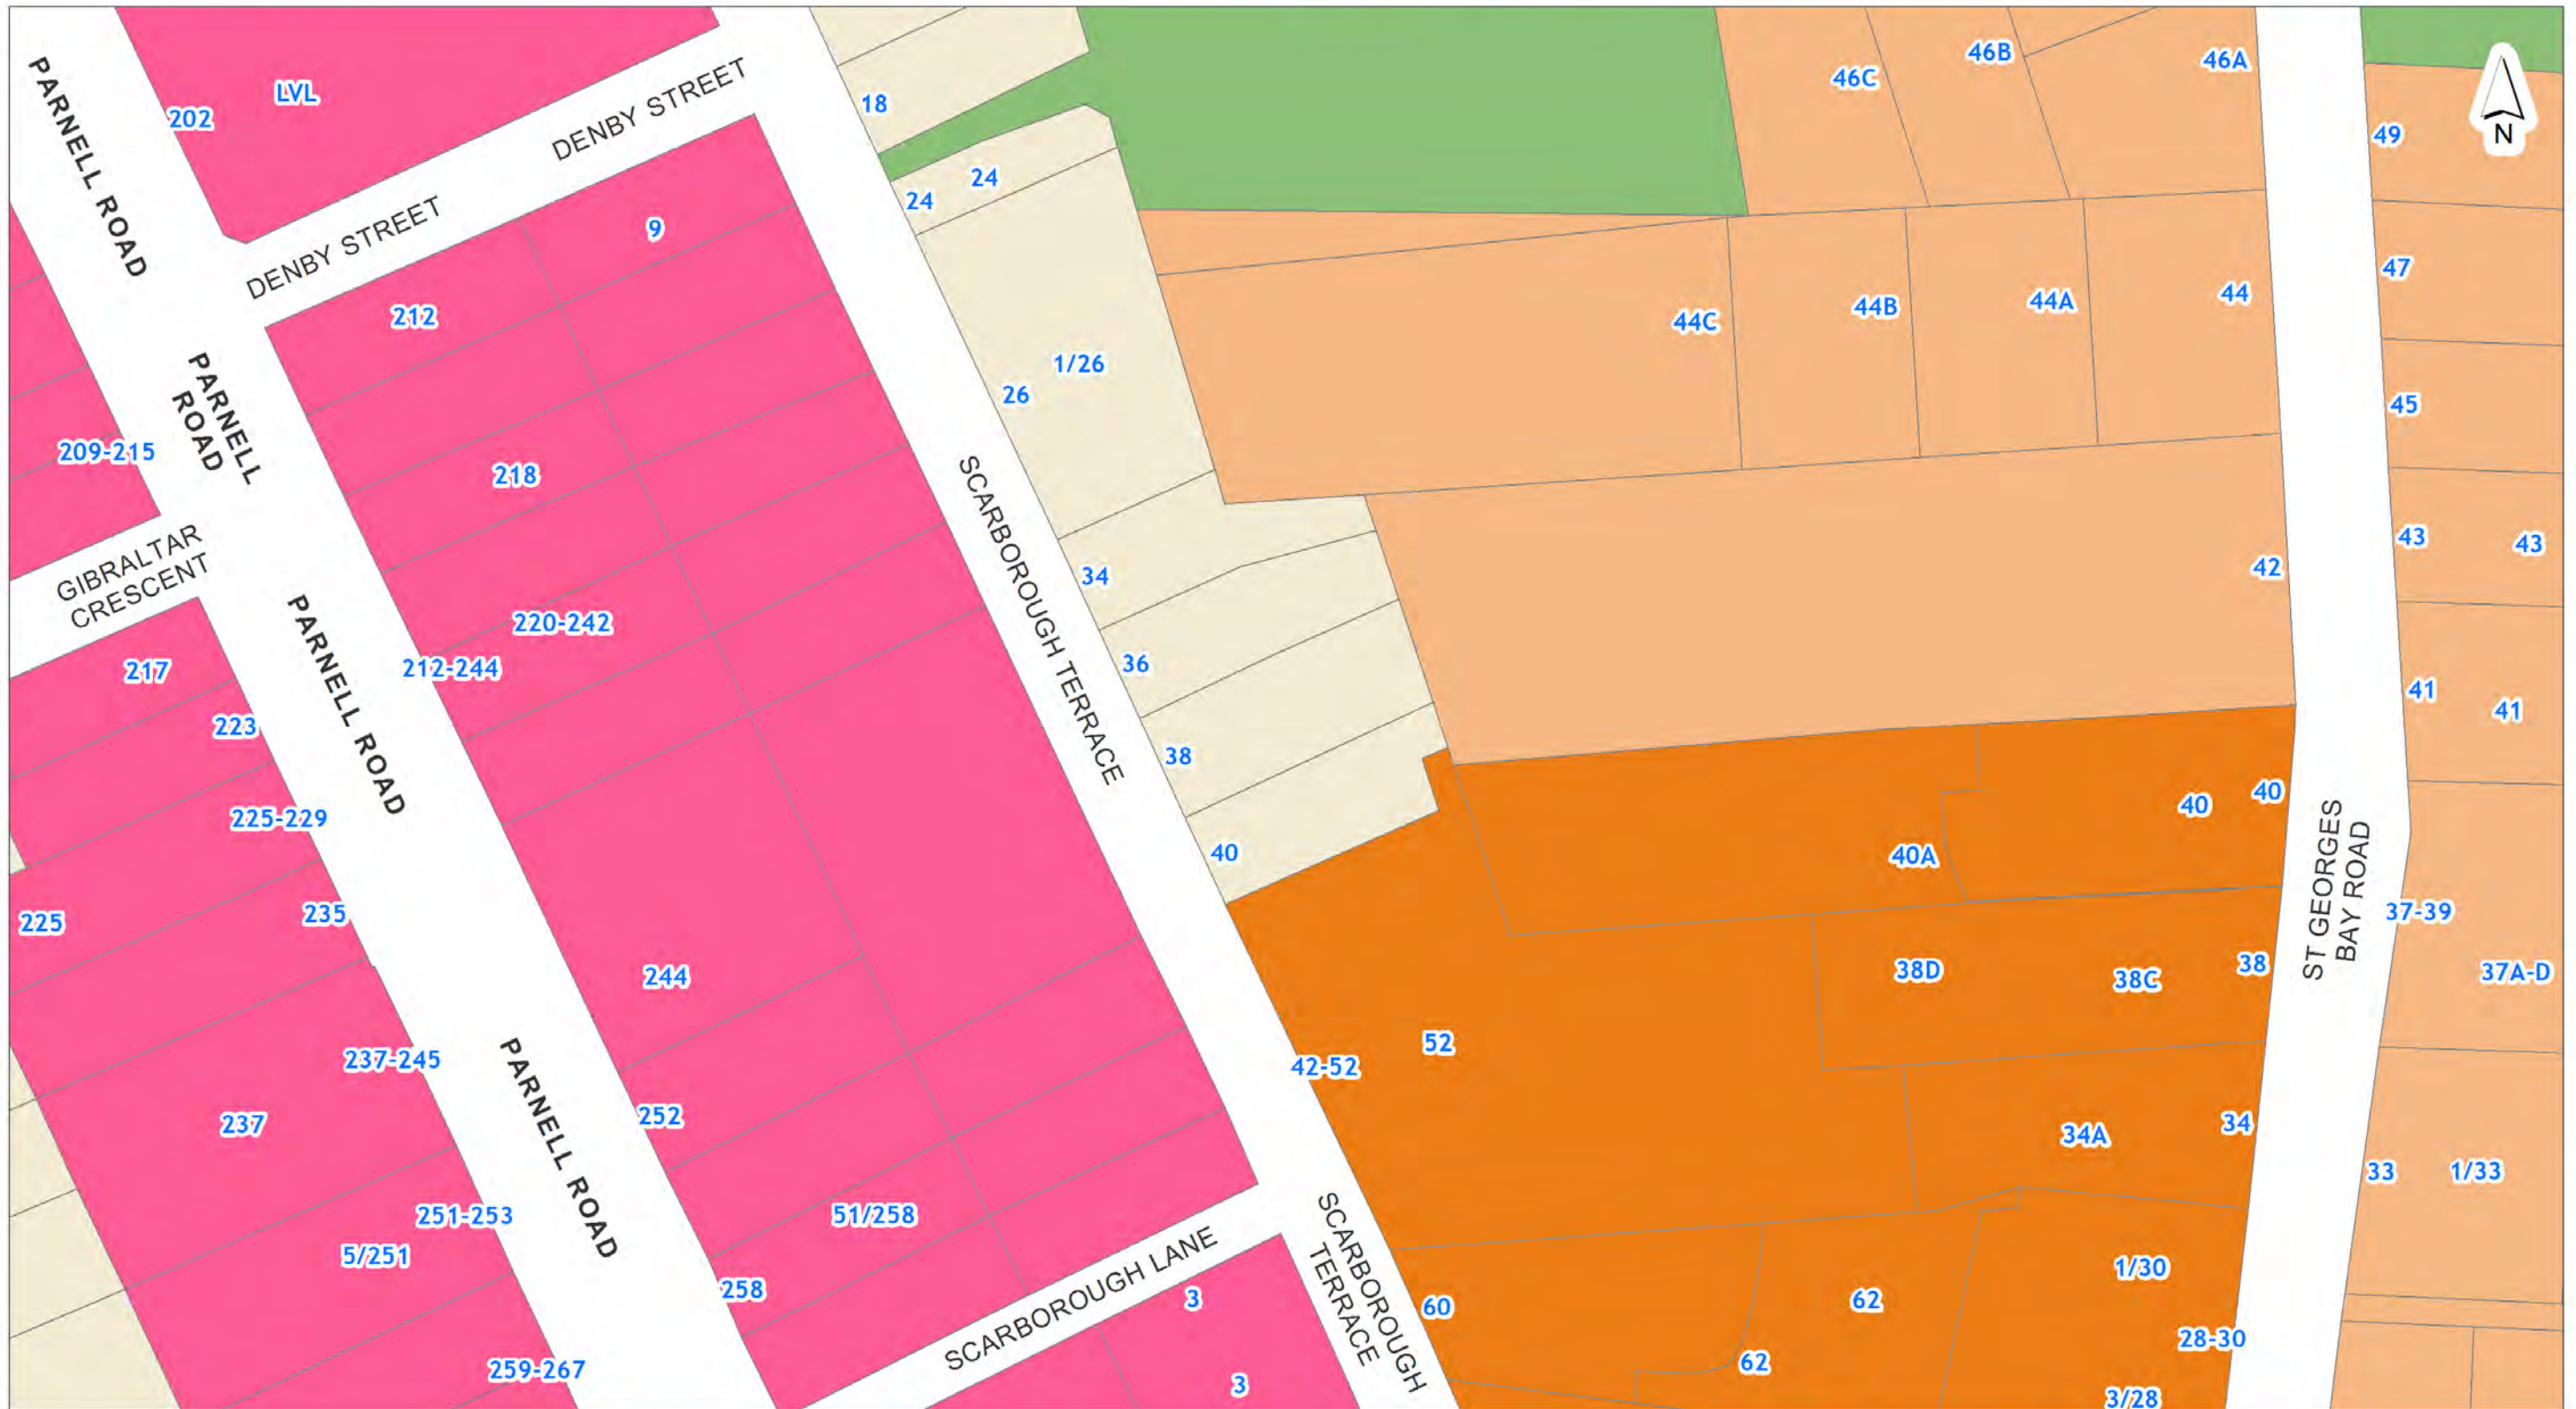 PARNELL ROAD
202
LVL
DENBY STREET
18
46C
46B
46A
49
N
24
24
DENBY STREET
9
212
47
44C
44B
44A
44
1/26
26
45
PARNELL
ROAD
209-215
218
SCARBOROUGH TERRACE
GIBRALTAR
CRESCENT
34
42
43
43
217
PARNELL ROAD
220-242
212-244
36
41
41
223
38
225-229
40
40A
40
40
ST GEORGES
BAY ROAD
225
235
244
37-39
38D
38C
38
37A-D
237-245
237
PARNELL ROAD
252
42-52
52
34A
34
33
1/33
251-253
5/251
51/258
258
SCARBOROUGH LANE
3
SCARBOROUGH
TERRACE
60
62
1/30
28-30
259-267
3
62
3/28